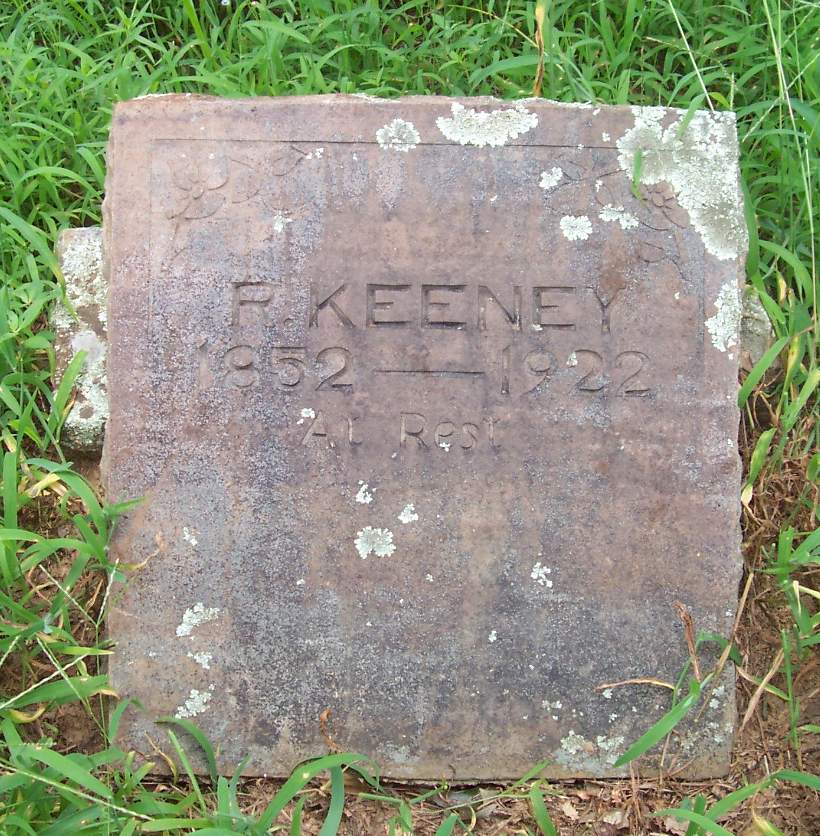 R. KEENEY
1852 — 1922
At Rest